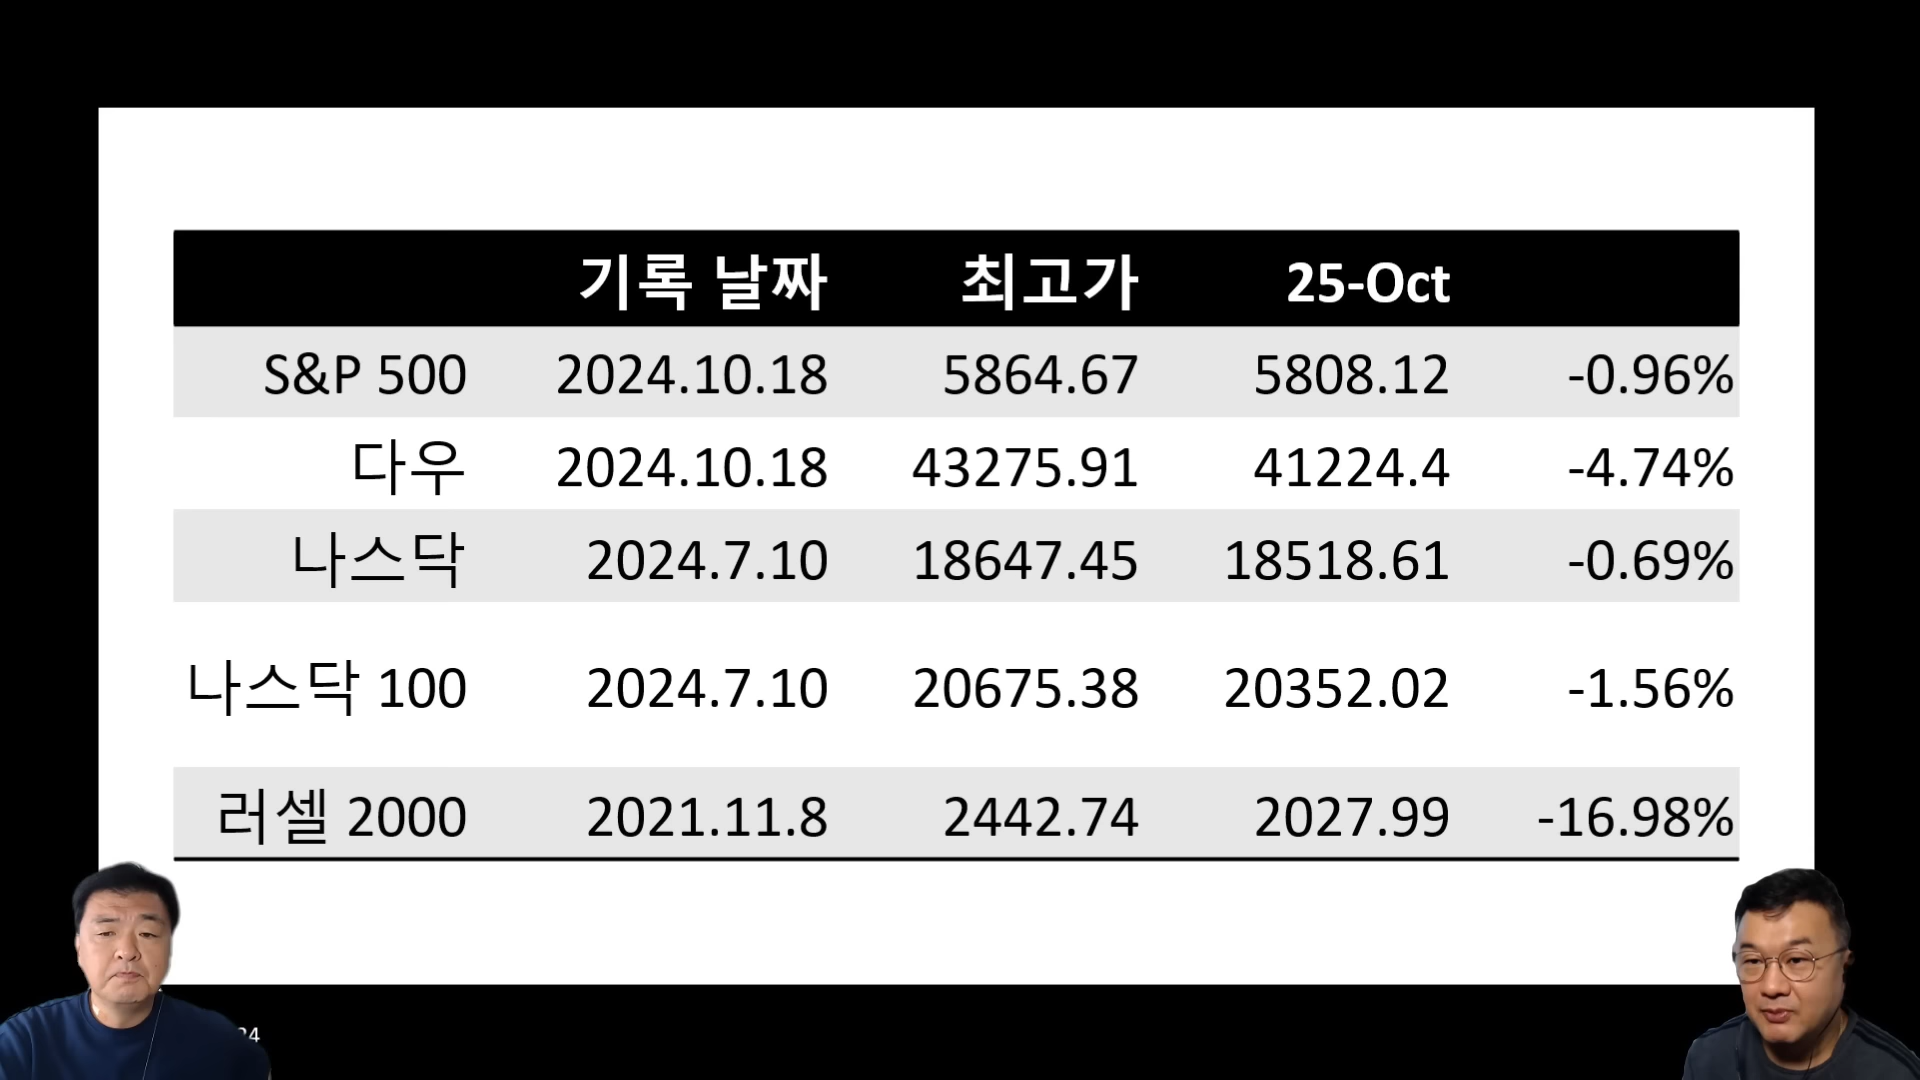 기록 날짜 최고가 25-Oct
S&P 500 2024.10.18 5864.67 5808.12 -0.96%
다우 2024.10.18 43275.91 41224.4 -4.74%
나스닥 2024.7.10 18647.45 18518.61 -0.69%
나스닥 100 2024.7.10 20675.38 20352.02 -1.56%
러셀 2000 2021.11.8 2442.74 2027.99 -16.98%